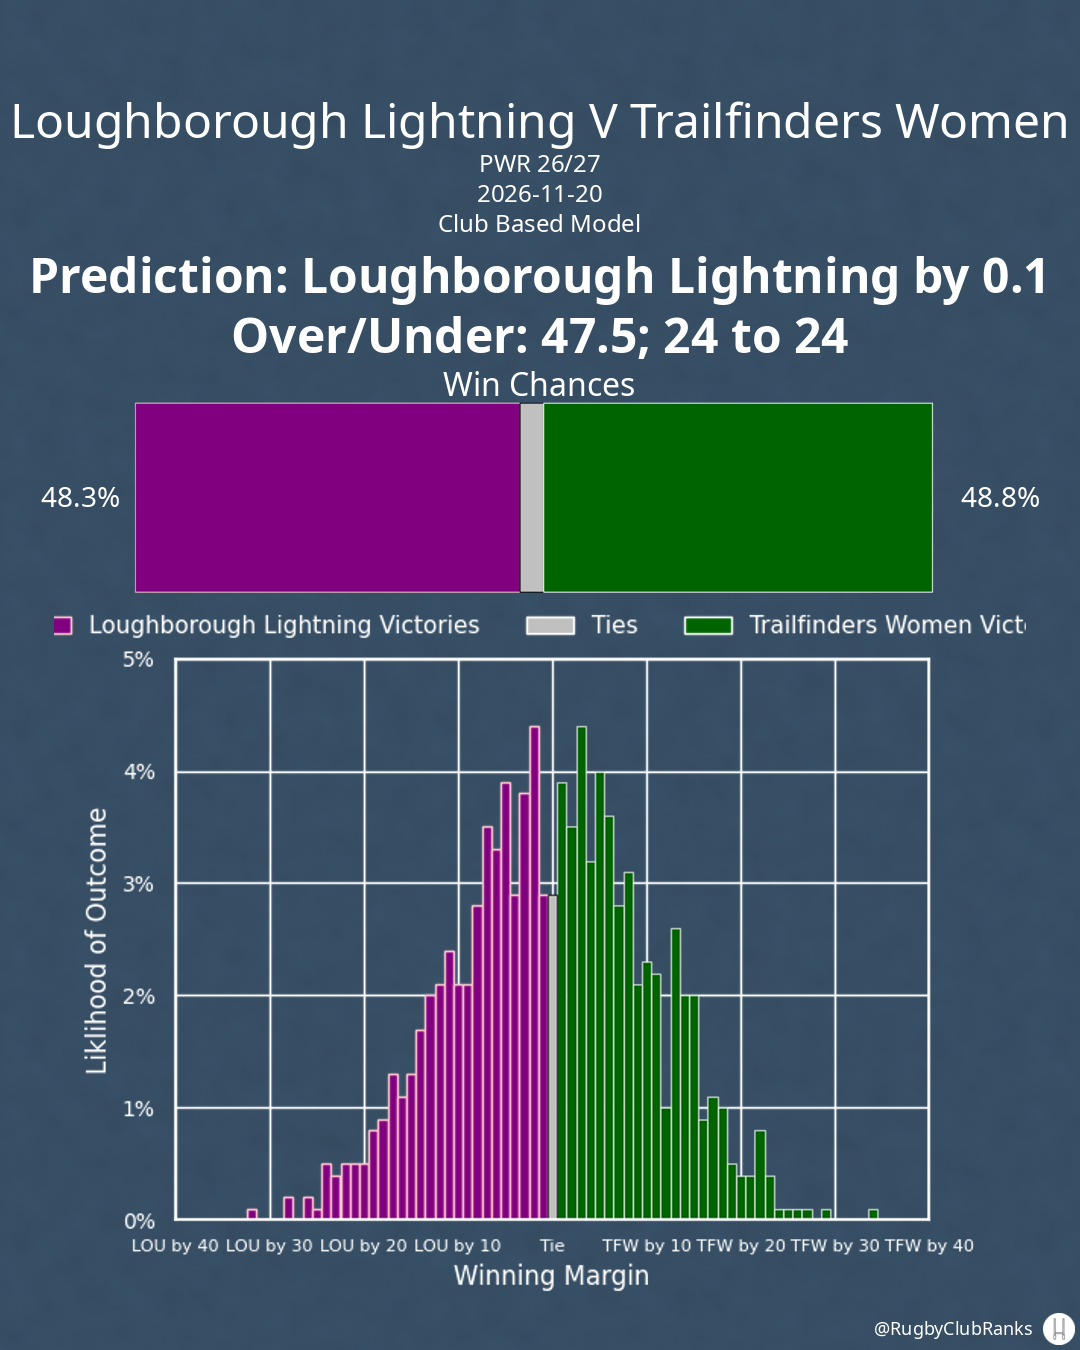 Loughborough Lightning V Trailfinders Women
PWR 26/27
2026-11-20
Club Based Model
Prediction: Loughborough Lightning by 0.1
Over/Under: 47.5; 24 to 24
Win Chances
48.3%
48.8%
Loughborough Lightning Victories
Ties
Trailfinders Women Vict
5%
4%
3%
2%
1%
0%
Liklihood of Outcome
LOU by 40 LOU by 30 LOU by 20 LOU by 10 Tie TFW by 10 TFW by 20 TFW by 30 TFW by 40
Winning Margin
@RugbyClubRanks